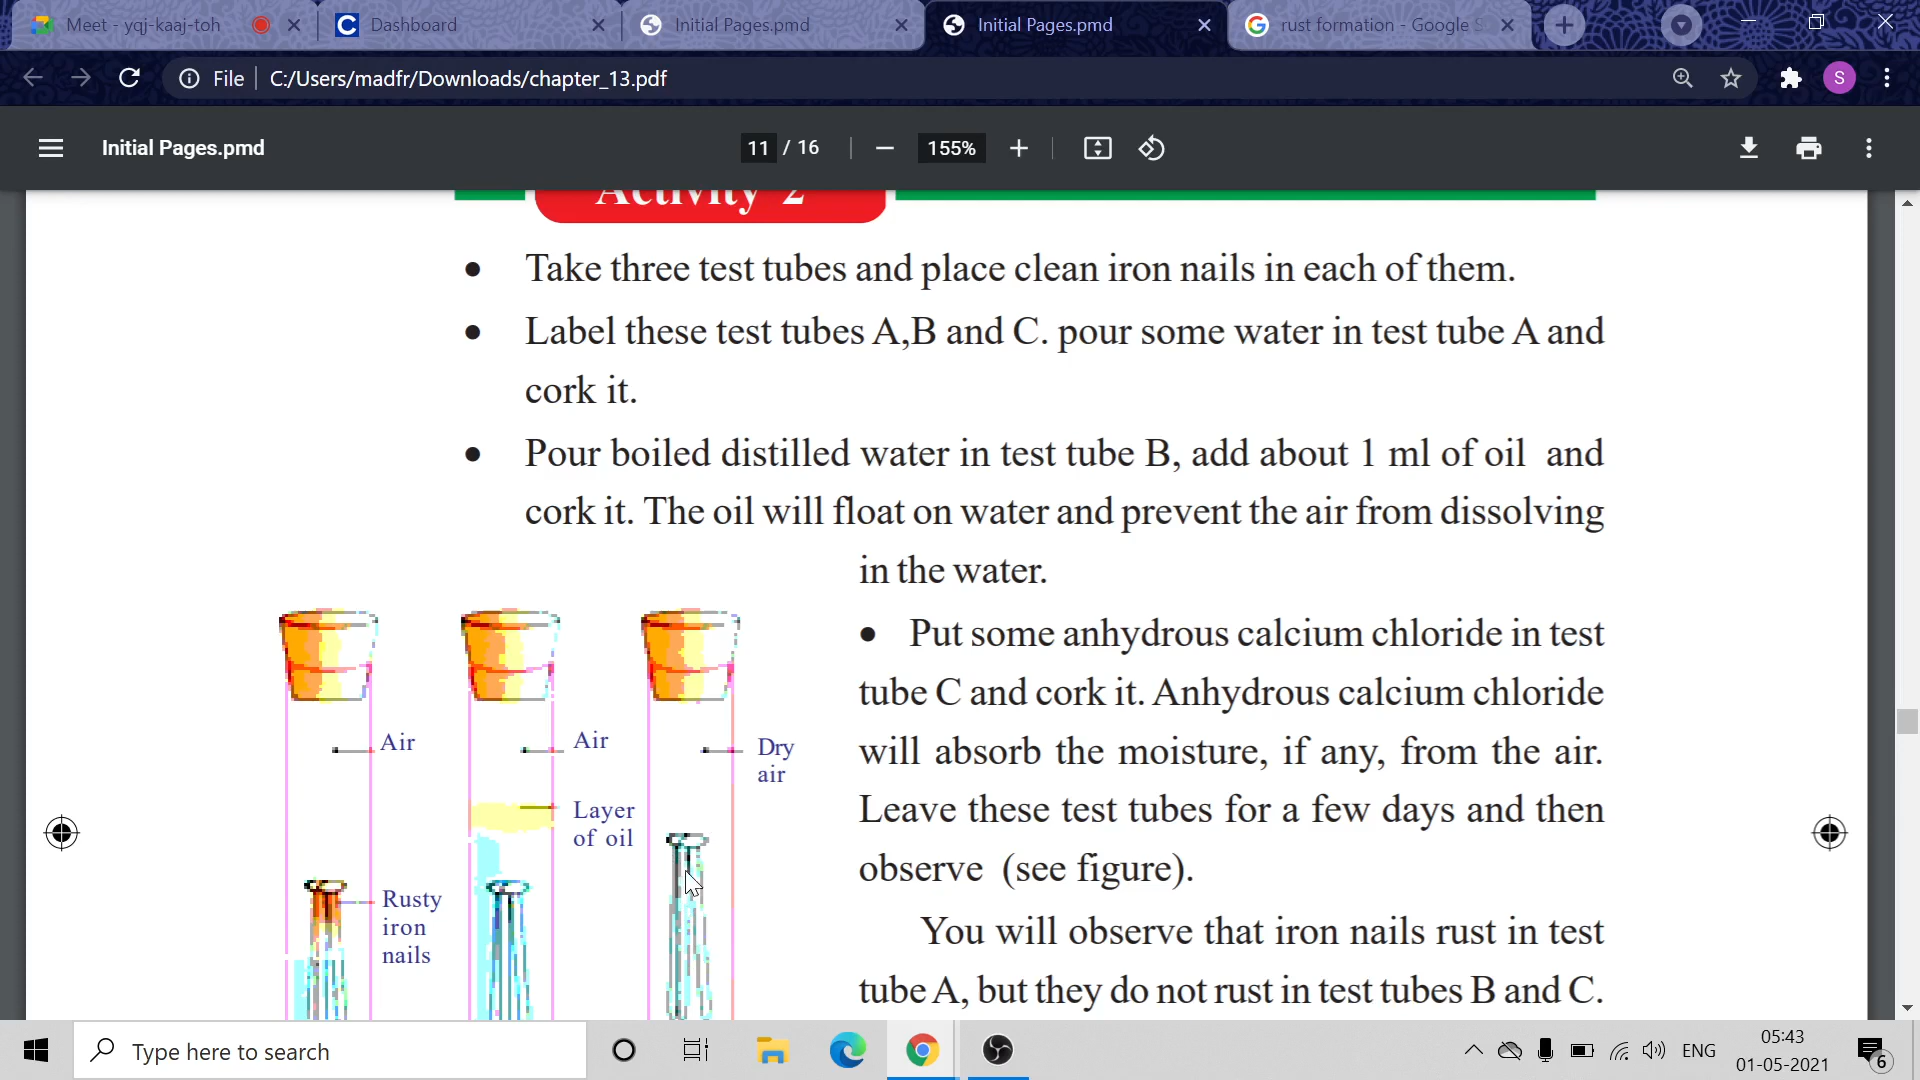 Meet - yqj-kaaj-toh
Dashboard
Initial Pages.pmd
Initial Pages.pmd
rust formation - Google S
File
C:/Users/madfr/Downloads/chapter_13.pdf
S
Initial Pages.pmd
11 / 16
155%
Activity 2
• Take three test tubes and place clean iron nails in each of them.
• Label these test tubes A,B and C. pour some water in test tube A and
cork it.
• Pour boiled distilled water in test tube B, add about 1 ml of oil and
cork it. The oil will float on water and prevent the air from dissolving
in the water.
• Put some anhydrous calcium chloride in test
tube C and cork it. Anhydrous calcium chloride
will absorb the moisture, if any, from the air.
Leave these test tubes for a few days and then
observe (see figure).
You will observe that iron nails rust in test
tube A, but they do not rust in test tubes B and C.
Air
Air
Dry
air
Layer
of oil
Rusty
iron
nails
Type here to search
ENG
05:43
01-05-2021
6